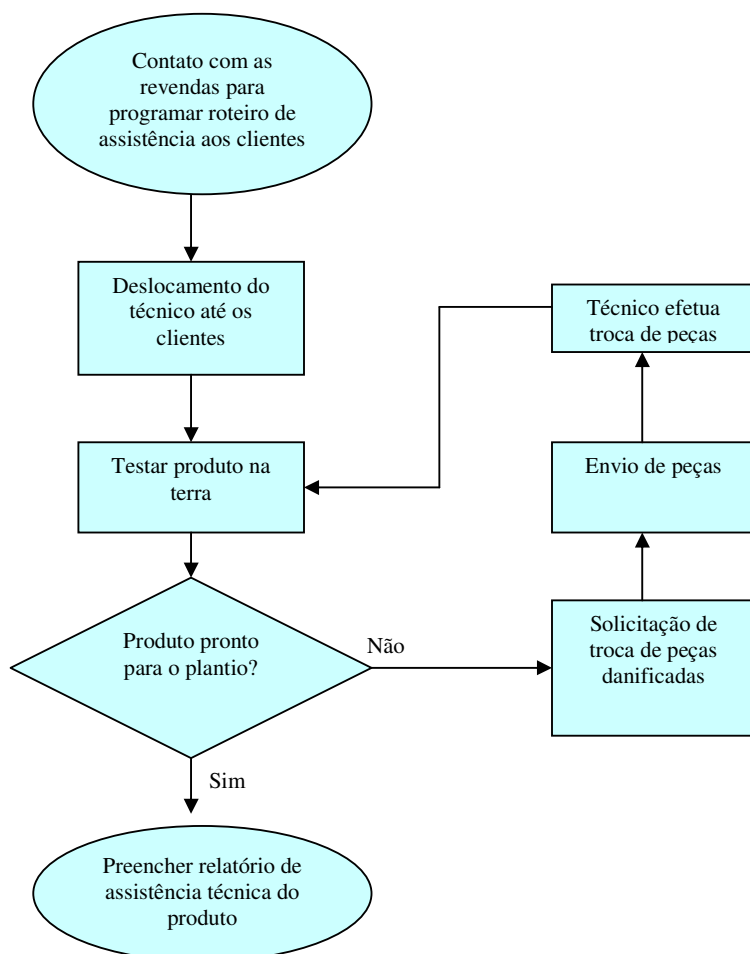 Contato com as
revendas para
programar roteiro de
assistência aos clientes
Deslocamento do
técnico até os
clientes
Técnico efetua
troca de peças
Testar produto na
terra
Envio de peças
Produto pronto
para o plantio?
Não
Solicitação de
troca de peças
danificadas
Sim
Preencher relatório de
assistência técnica do
produto